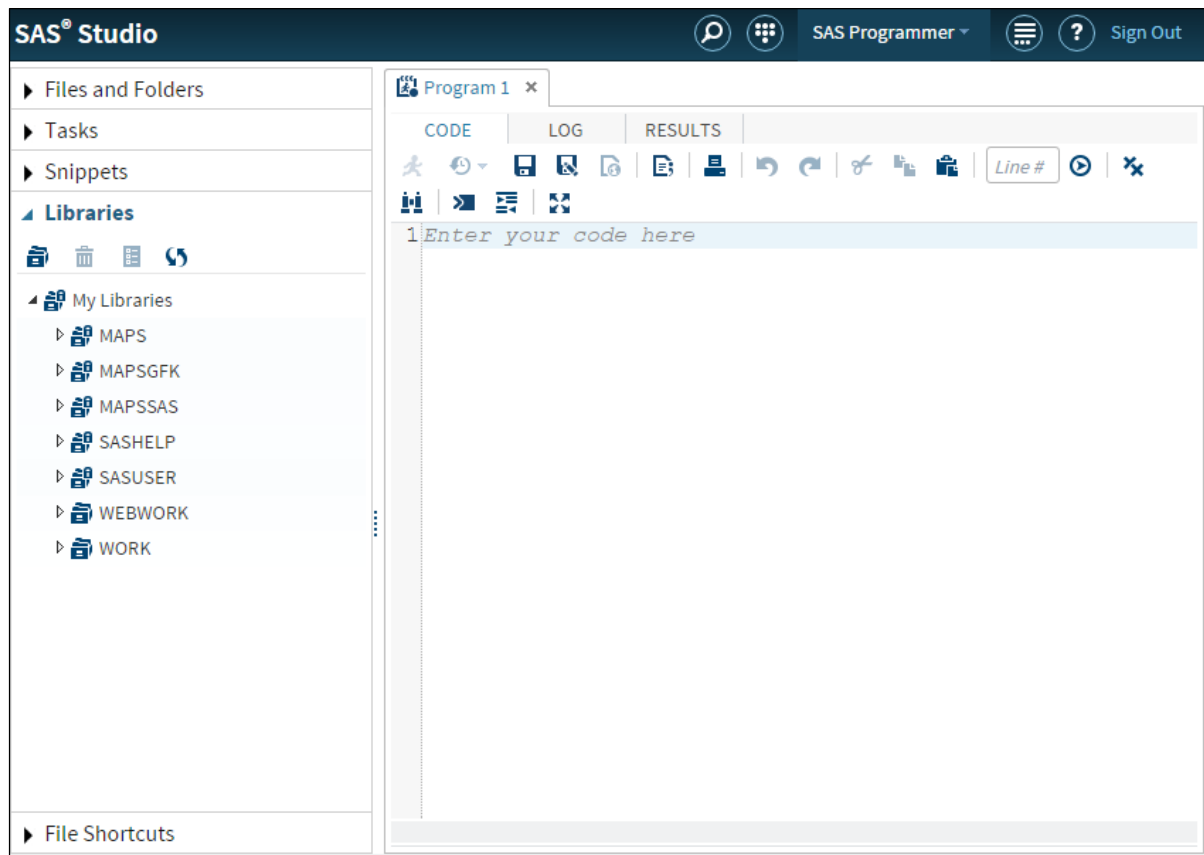 SAS® Studio
SAS Programmer
? Sign Out
Files and Folders
Tasks
Snippets
Libraries
My Libraries
MAPS
MAPSGFK
MAPSSAS
SASHELP
SASUSER
WEBWORK
WORK
File Shortcuts
Program 1 ×
CODE LOG RESULTS
Line #
1 Enter your code here